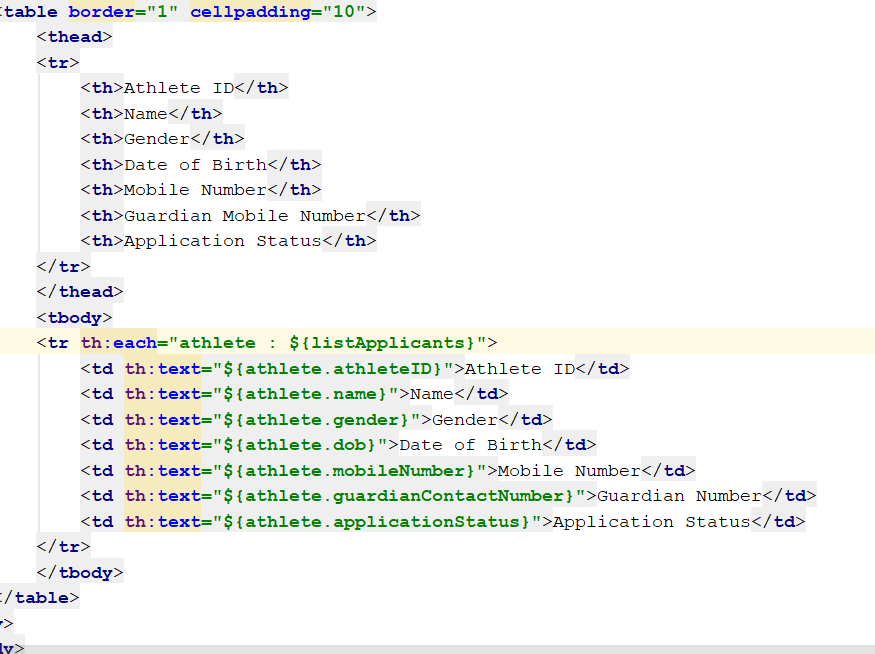 table border="1" cellpadding="10">
<thead>
<tr>
<th>Athlete ID</th>
<th>Name</th>
<th>Gender</th>
<th>Date of Birth</th>
<th>Mobile Number</th>
<th>Guardian Mobile Number</th>
<th>Application Status</th>
</tr>
</thead>
<tbody>
<tr th:each="athlete : ${listApplicants}">
<td th:text="${athlete.athleteID}">Athlete ID</td>
<td th:text="${athlete.name}">Name</td>
<td th:text="${athlete.gender}">Gender</td>
<td th:text="${athlete.dob}">Date of Birth</td>
<td th:text="${athlete.mobileNumber}">Mobile Number</td>
<td th:text="${athlete.guardianContactNumber}">Guardian Number</td>
<td th:text="${athlete.applicationStatus}">Application Status</td>
</tr>
</tbody>
/table>